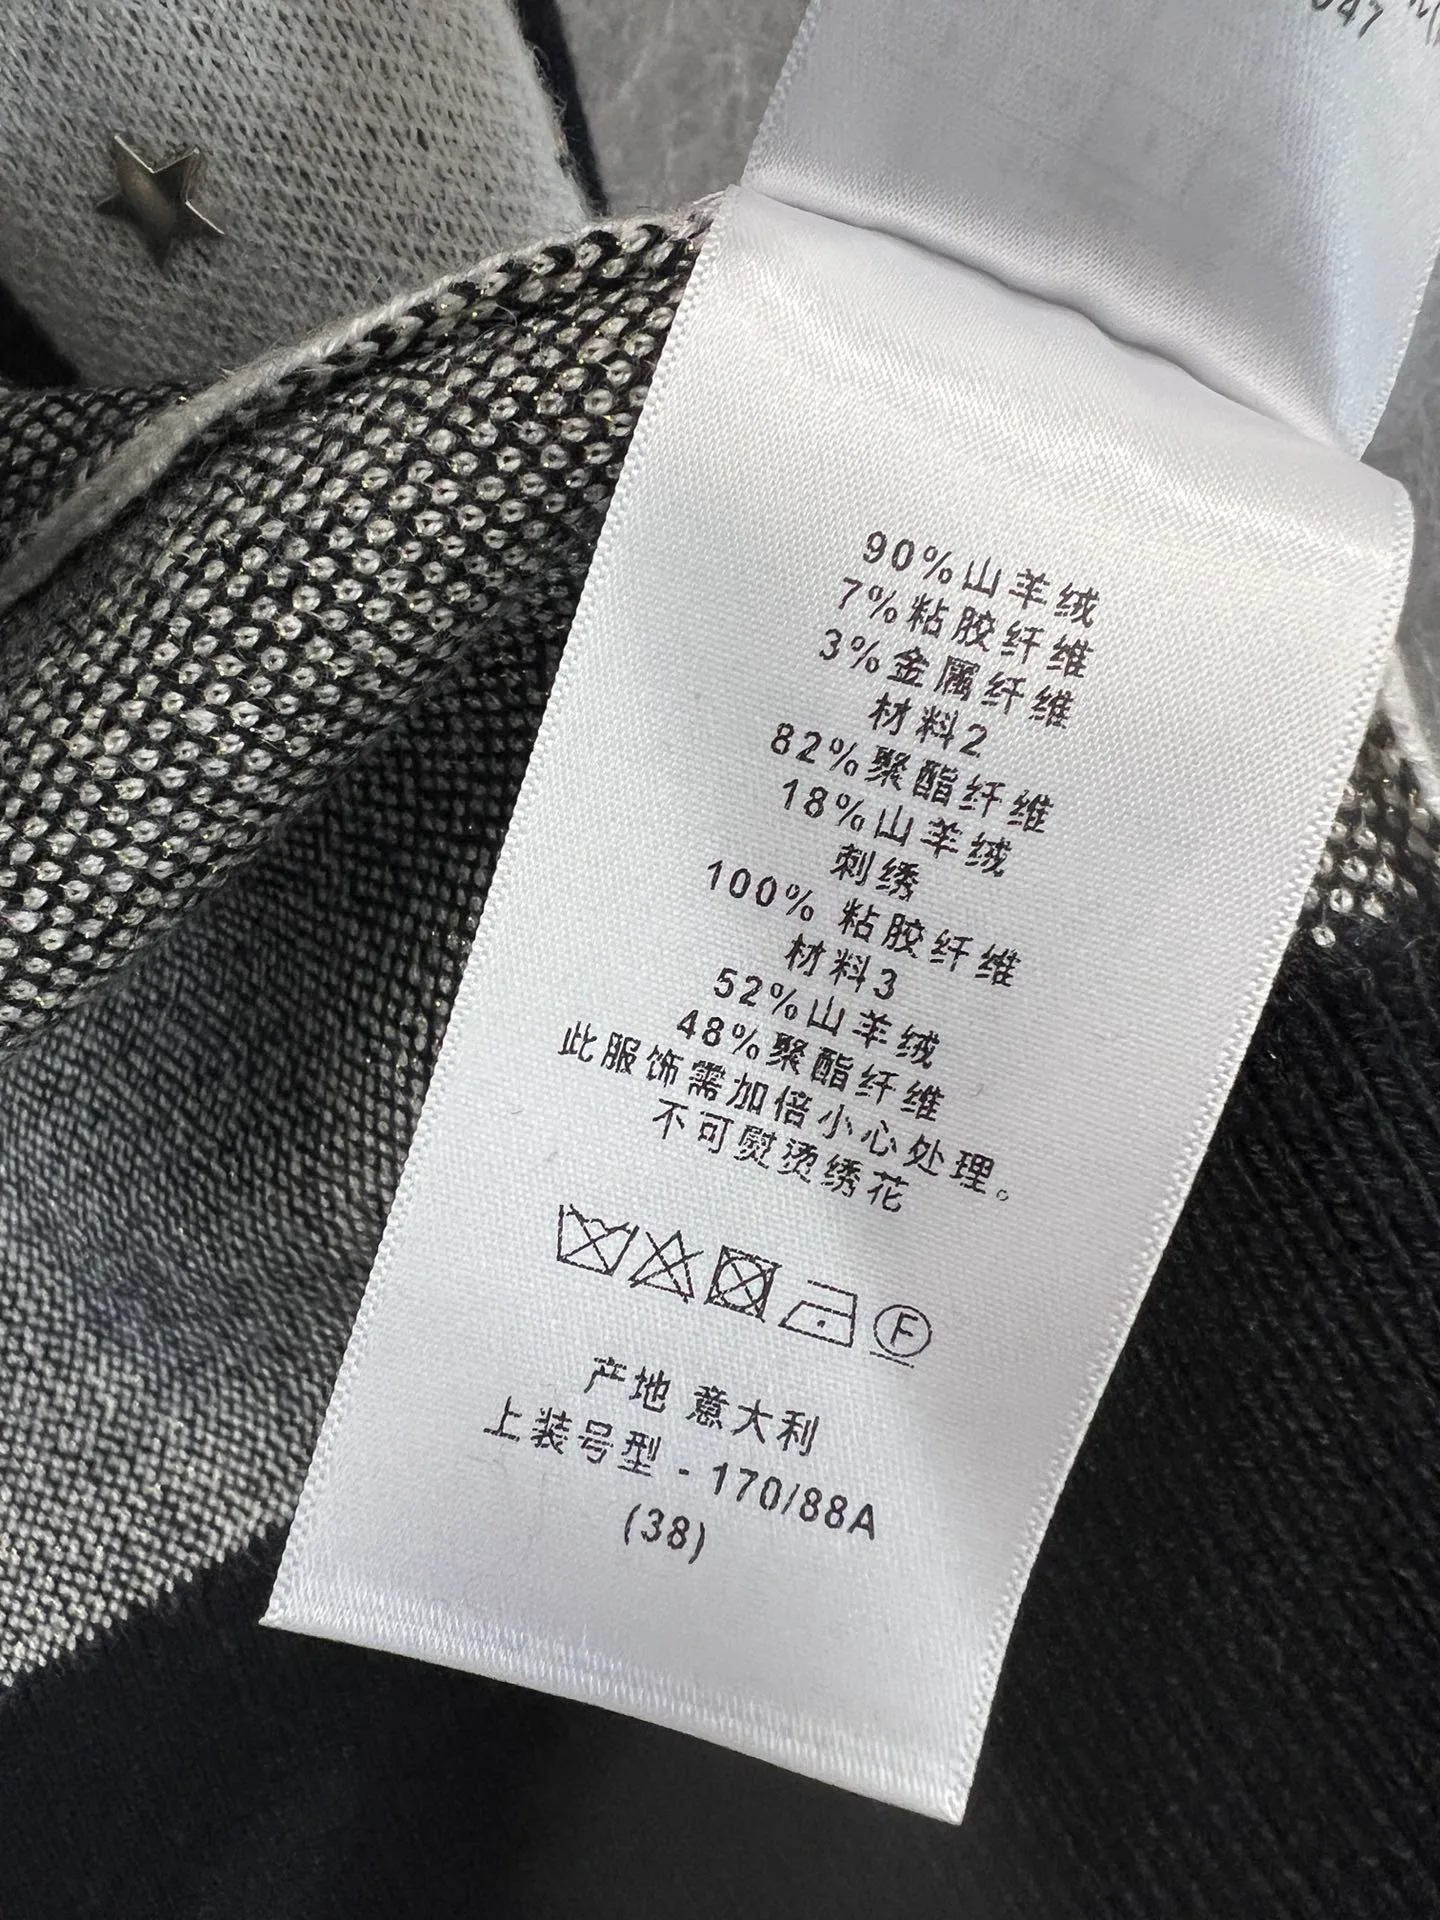 047
90%山羊绒
7%粘胶纤维
3%金属纤维
材料2
82%聚酯纤维
18%山羊绒
刺绣
100% 粘胶纤维
材料3
52%山羊绒
48%聚酯纤维
此服饰需加倍小心处理。
不可熨烫绣花
F
产地 意大利
上装号型 - 170/88A
(38)